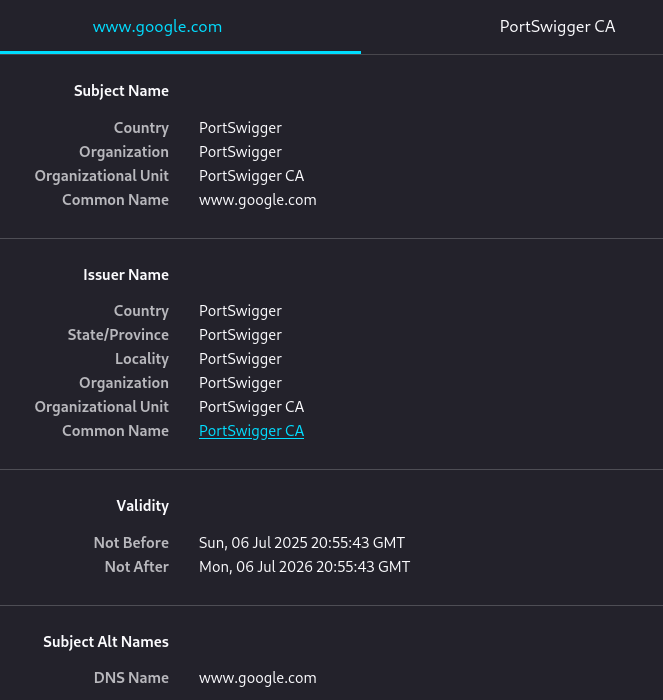 www.google.com PortSwigger CA
Subject Name
Country PortSwigger
Organization PortSwigger
Organizational Unit PortSwigger CA
Common Name www.google.com
Issuer Name
Country PortSwigger
State/Province PortSwigger
Locality PortSwigger
Organization PortSwigger
Organizational Unit PortSwigger CA
Common Name PortSwigger CA
Validity
Not Before Sun, 06 Jul 2025 20:55:43 GMT
Not After Mon, 06 Jul 2026 20:55:43 GMT
Subject Alt Names
DNS Name www.google.com